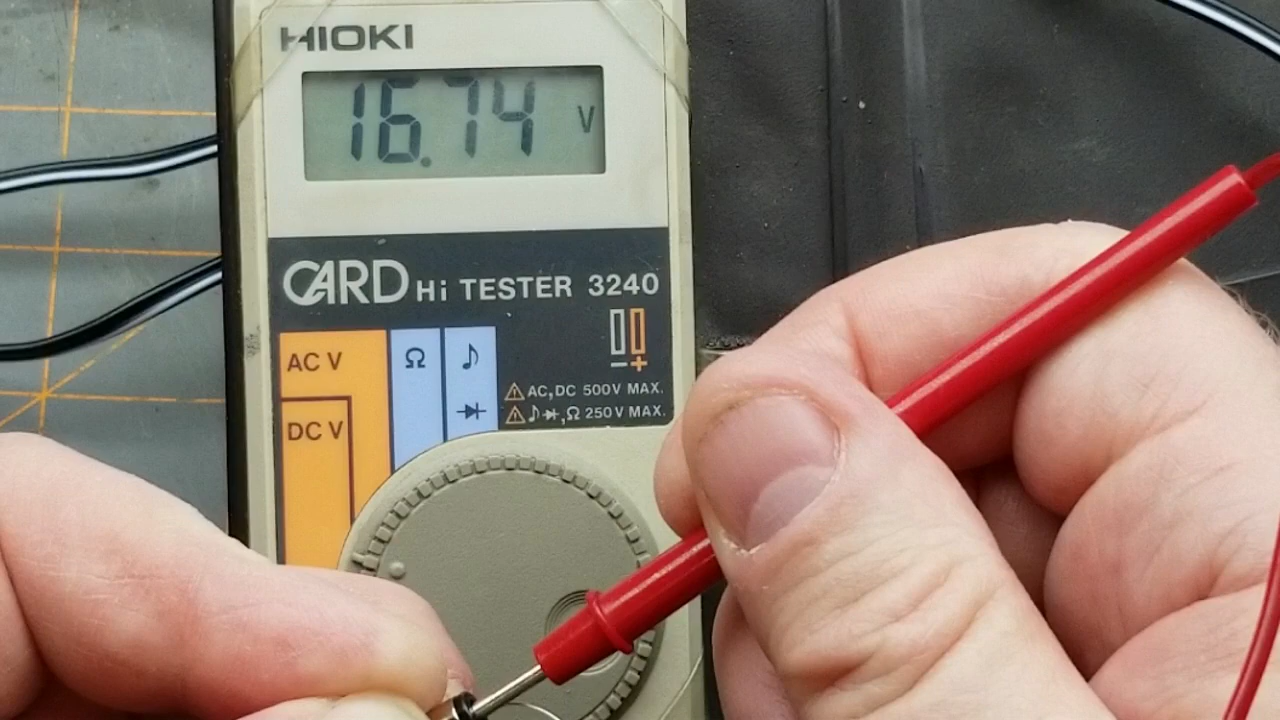 HIOKI
16.74 V
CARD Hi TESTER 3240
AC V Ω ♪
− +
DC V
AC,DC 500V MAX.
♪ Ω 250V MAX.